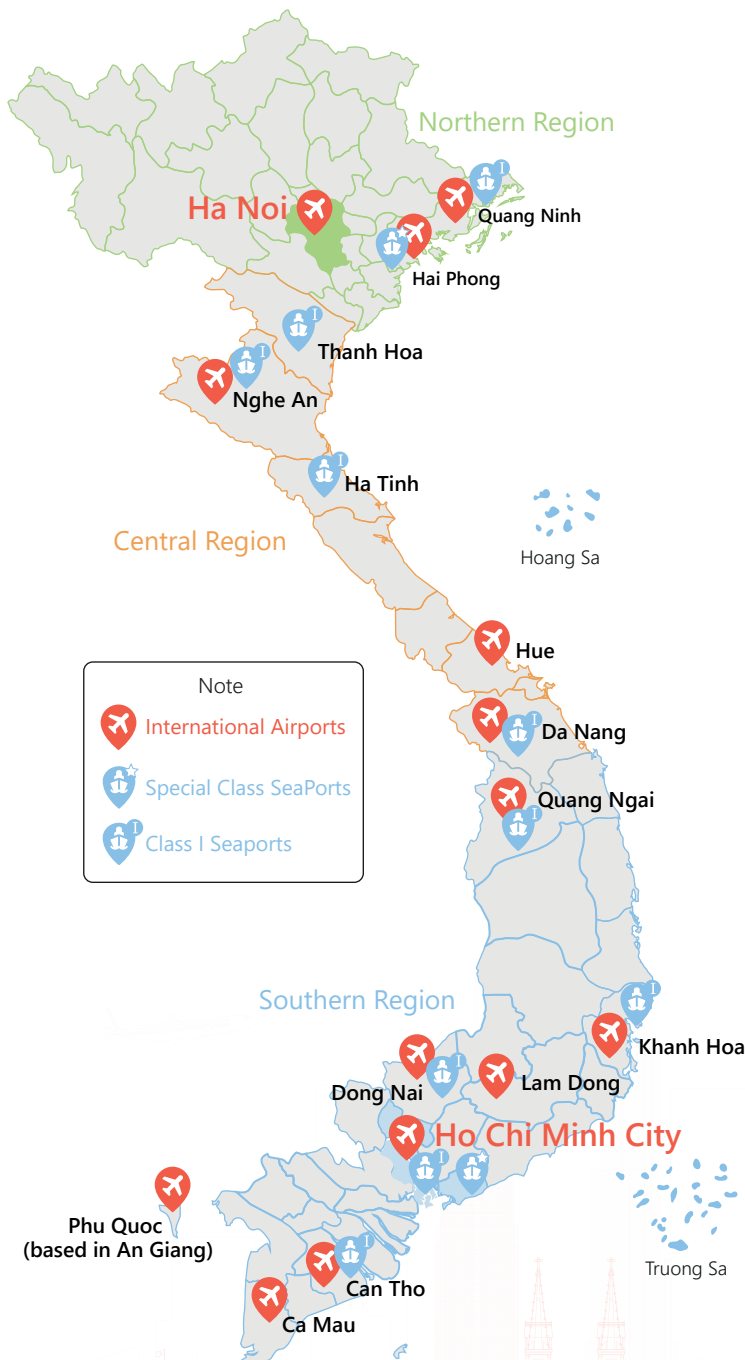 Northern Region
I
Ha Noi
Quang Ninh
Hai Phong
I
Thanh Hoa
I
Nghe An
I
Ha Tinh
Central Region
Hoang Sa
Hue
Note
International Airports
Special Class SeaPorts
I
Class I Seaports
I
Da Nang
Quang Ngai
I
Southern Region
I
Khanh Hoa
I
Dong Nai
Lam Dong
Ho Chi Minh City
I
Phu Quoc
(based in An Giang)
Truong Sa
I
Can Tho
Ca Mau